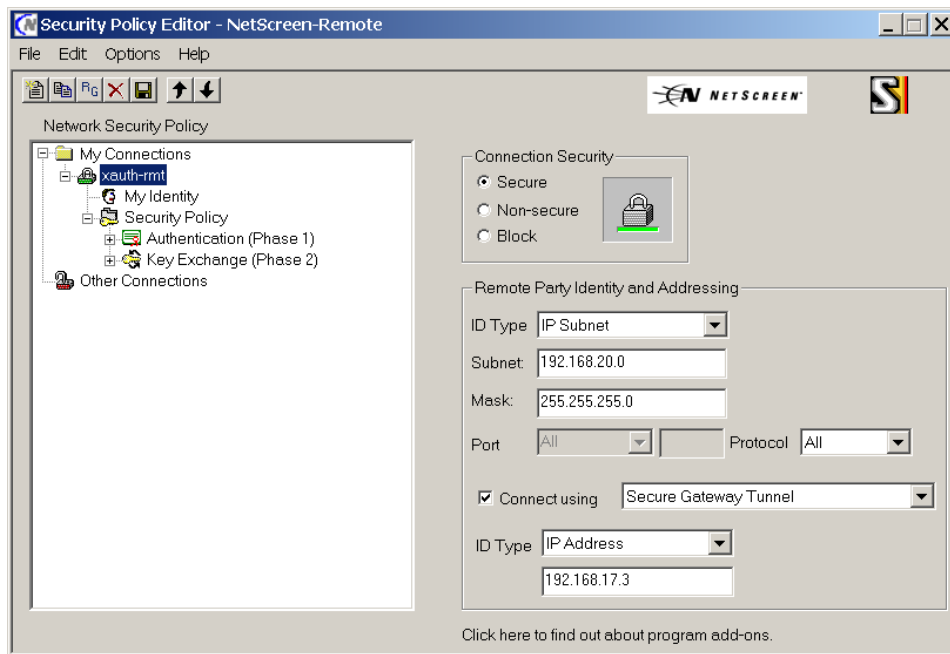 Security Policy Editor - NetScreen-Remote
File Edit Options Help
RG
N NETSCREEN
S
Network Security Policy
My Connections
xauth-rmt
My Identity
Security Policy
Authentication (Phase 1)
Key Exchange (Phase 2)
Other Connections
Connection Security
Secure
Non-secure
Block
Remote Party Identity and Addressing
ID Type IP Subnet
Subnet: 192.168.20.0
Mask: 255.255.255.0
Port All Protocol All
Connect using Secure Gateway Tunnel
ID Type IP Address
192.168.17.3
Click here to find out about program add-ons.